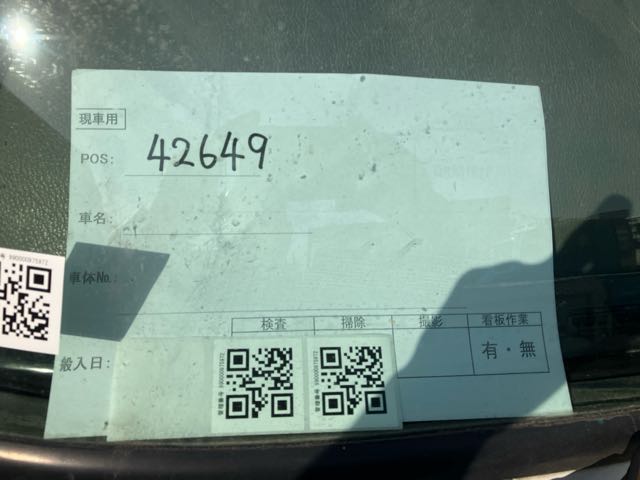 現車用
POS: 42649
車名:
車体No.:
検査 掃除 撮影 看板作業
有・無
搬入日: